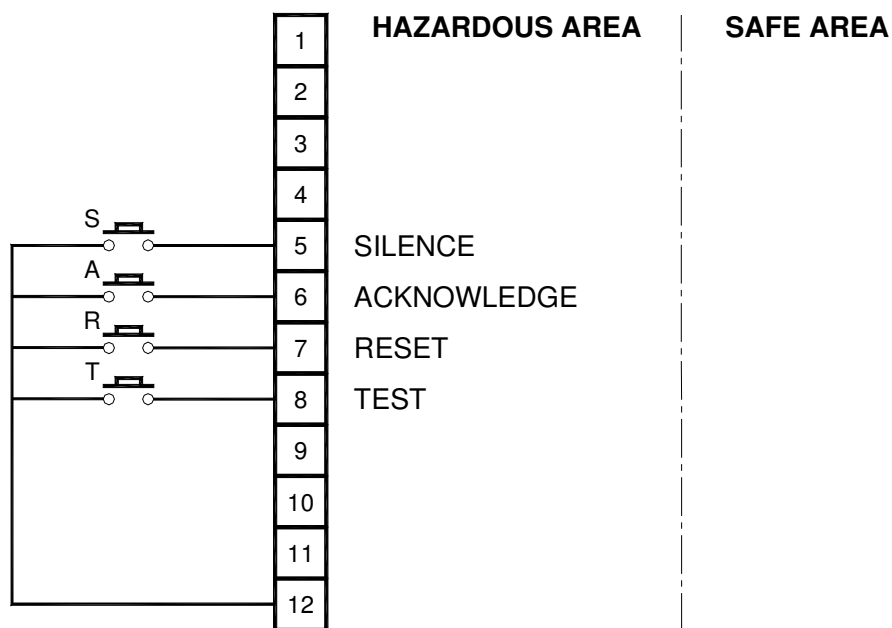 HAZARDOUS AREA SAFE AREA
1
2
3
4
S 5 SILENCE
A 6 ACKNOWLEDGE
R 7 RESET
T 8 TEST
9
10
11
12